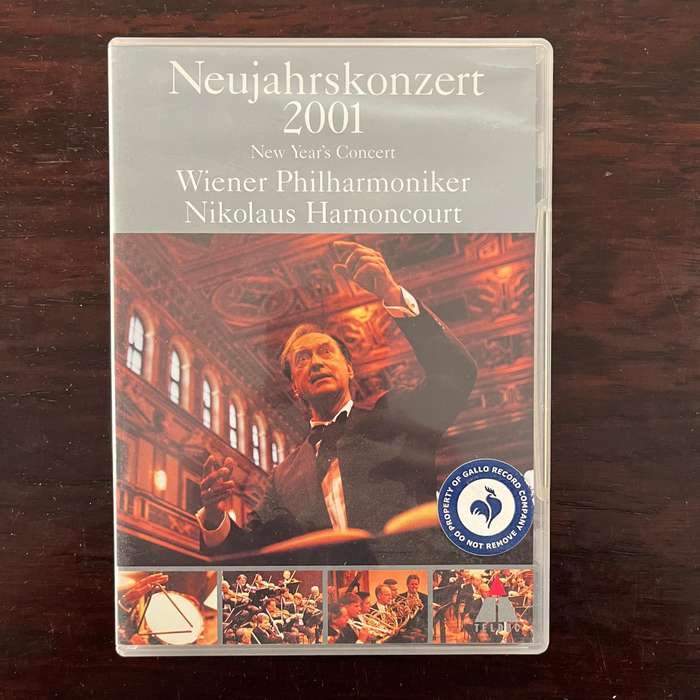 Neujahrskonzert
2001
New Year's Concert
Wiener Philharmoniker
Nikolaus Harnoncourt
PROPERTY OF GALLO RECORD COMPANY
DO NOT REMOVE
TELDEC